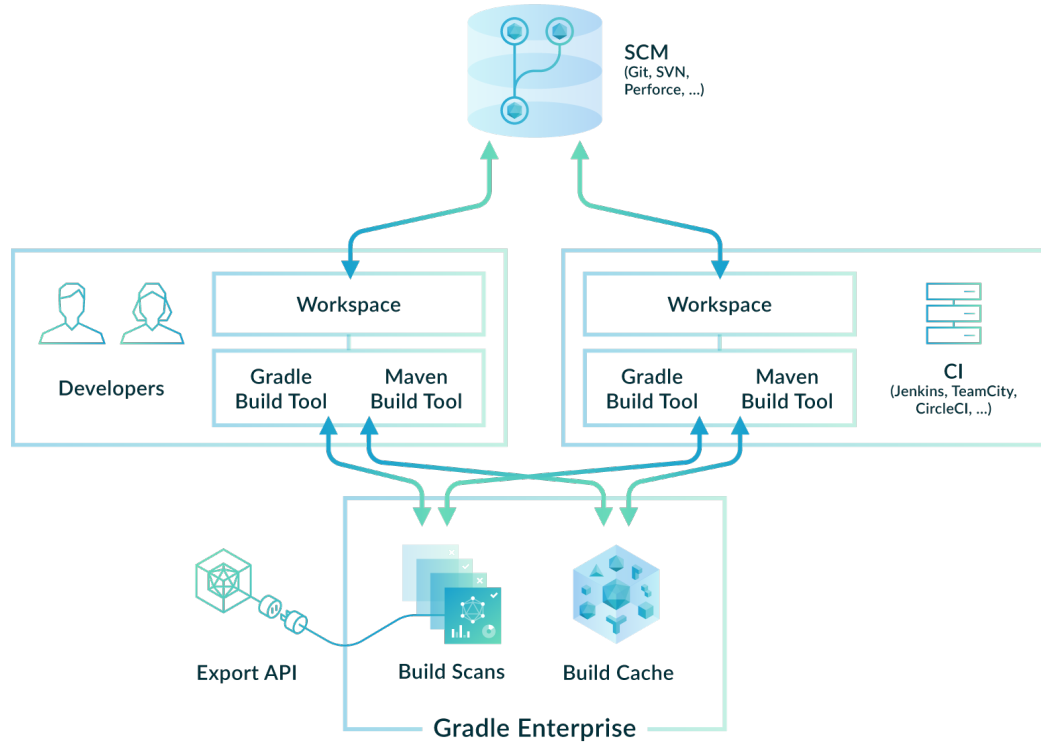 SCM
(Git, SVN,
Perforce, ...)
Workspace
Developers
Gradle
Build Tool
Maven
Build Tool
Workspace
Gradle
Build Tool
Maven
Build Tool
CI
(Jenkins, TeamCity,
CircleCI, ...)
Export API
Build Scans
Build Cache
Gradle Enterprise